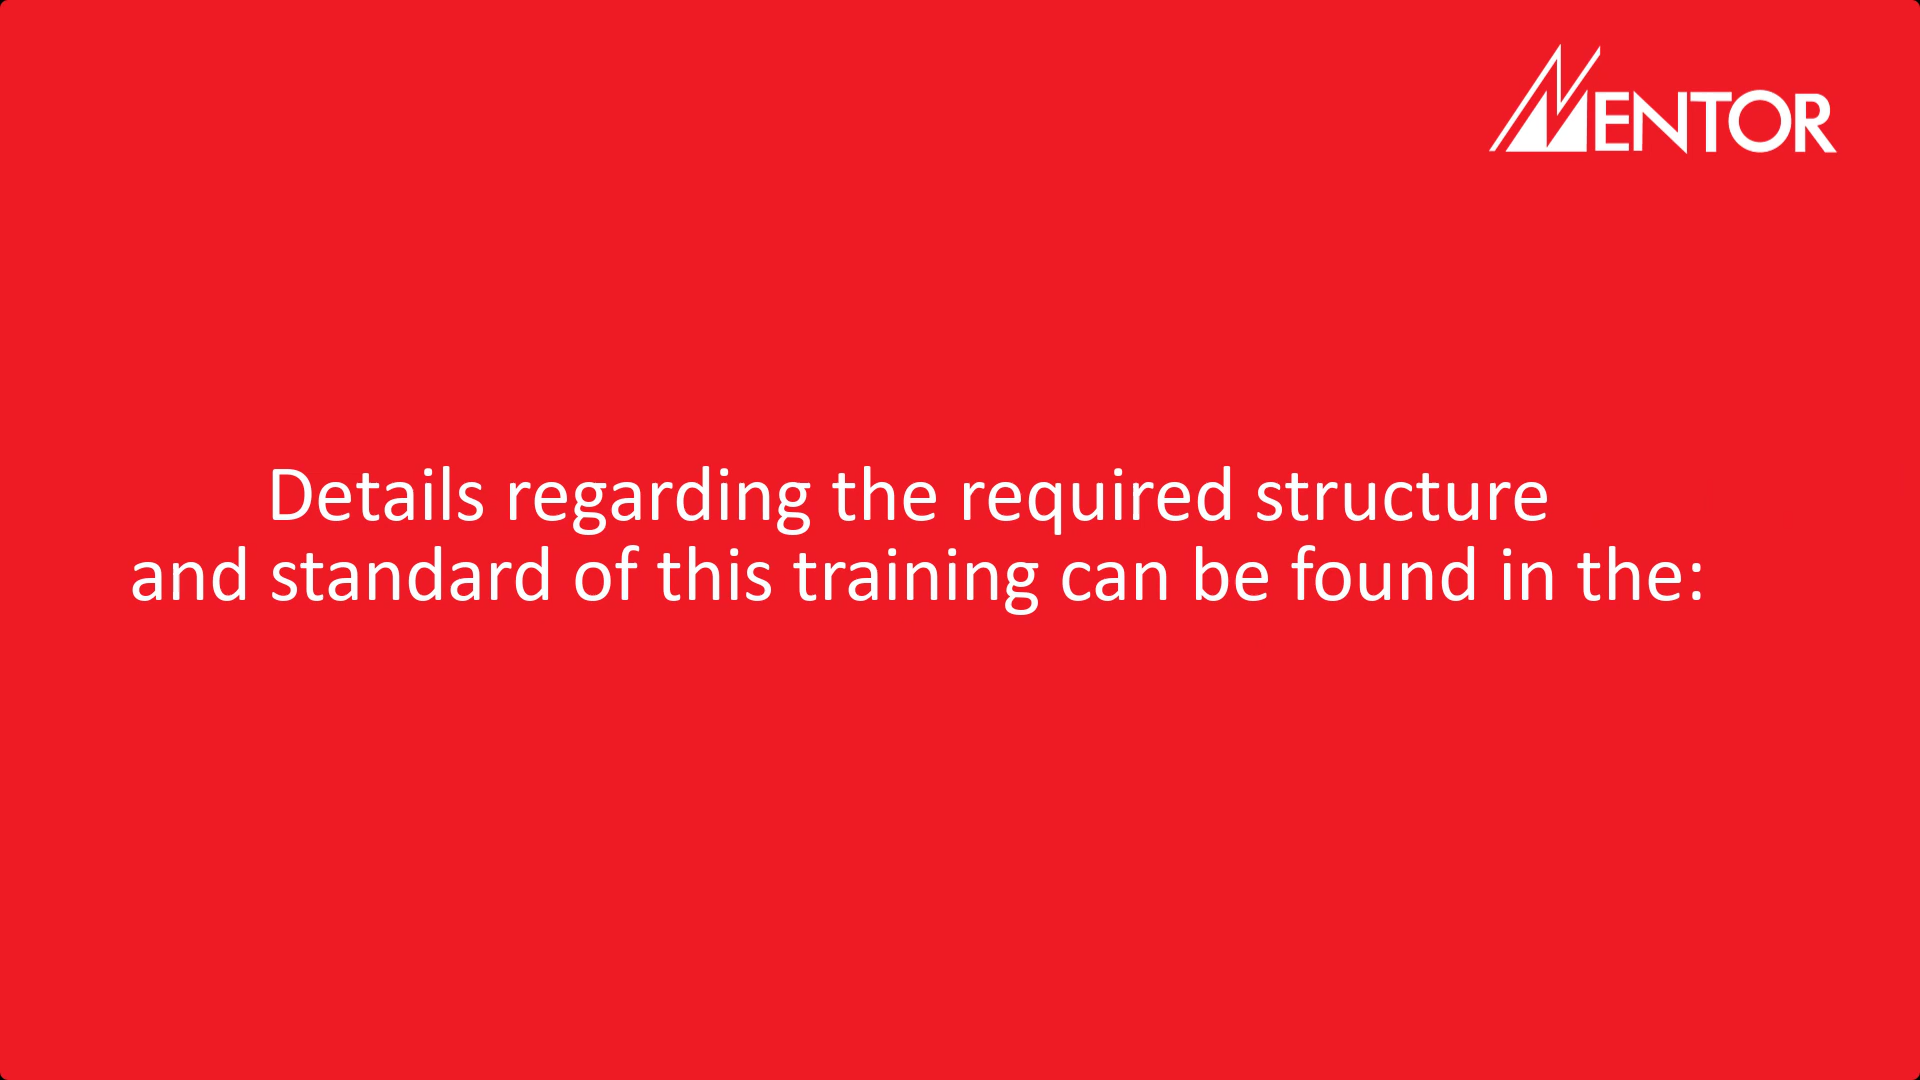 MENTOR
Details regarding the required structure
and standard of this training can be found in the: